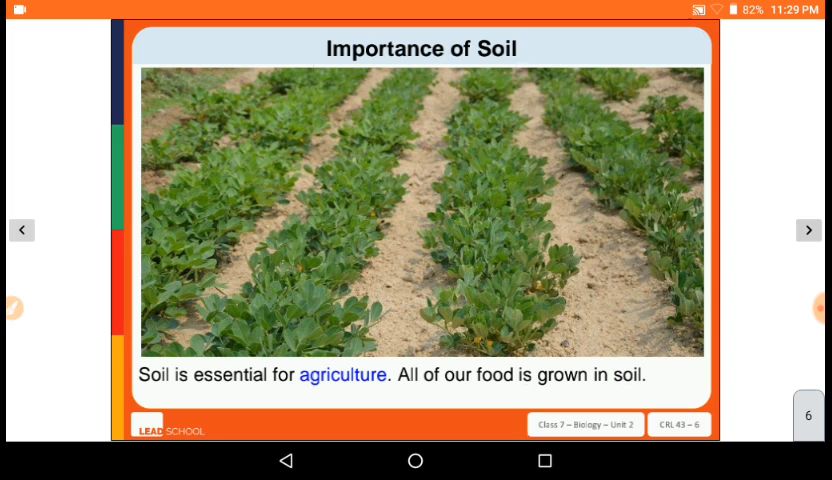 82% 11:29 PM
Importance of Soil
Soil is essential for agriculture. All of our food is grown in soil.
LEAD SCHOOL
Class 7 – Biology – Unit 2
CRL 43 – 6
6